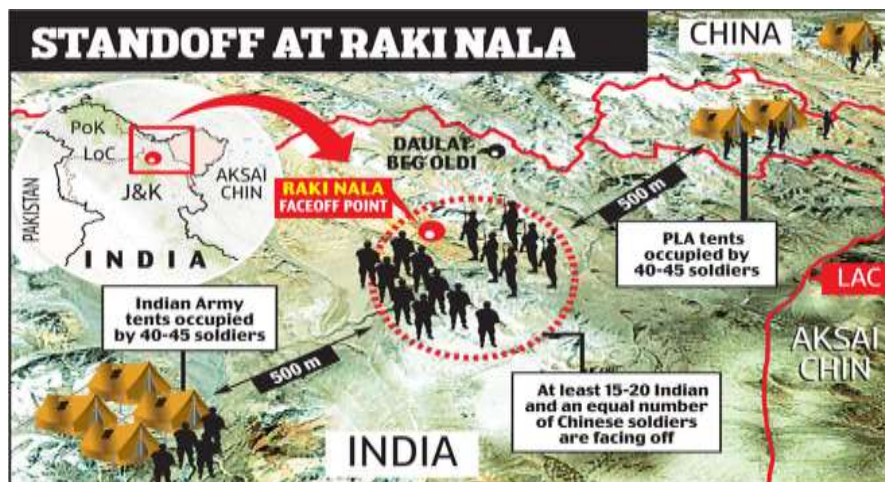 STANDOFF AT RAKI NALA
CHINA
PoK
LoC
J&K
AKSAI
CHIN
PAKISTAN
INDIA
DAULAT
BEG OLDI
RAKI NALA
FACEOFF POINT
500 m
PLA tents
occupied by
40-45 soldiers
LAC
AKSAI
CHIN
Indian Army
tents occupied
by 40-45 soldiers
500 m
At least 15-20 Indian
and an equal number
of Chinese soldiers
are facing off
INDIA